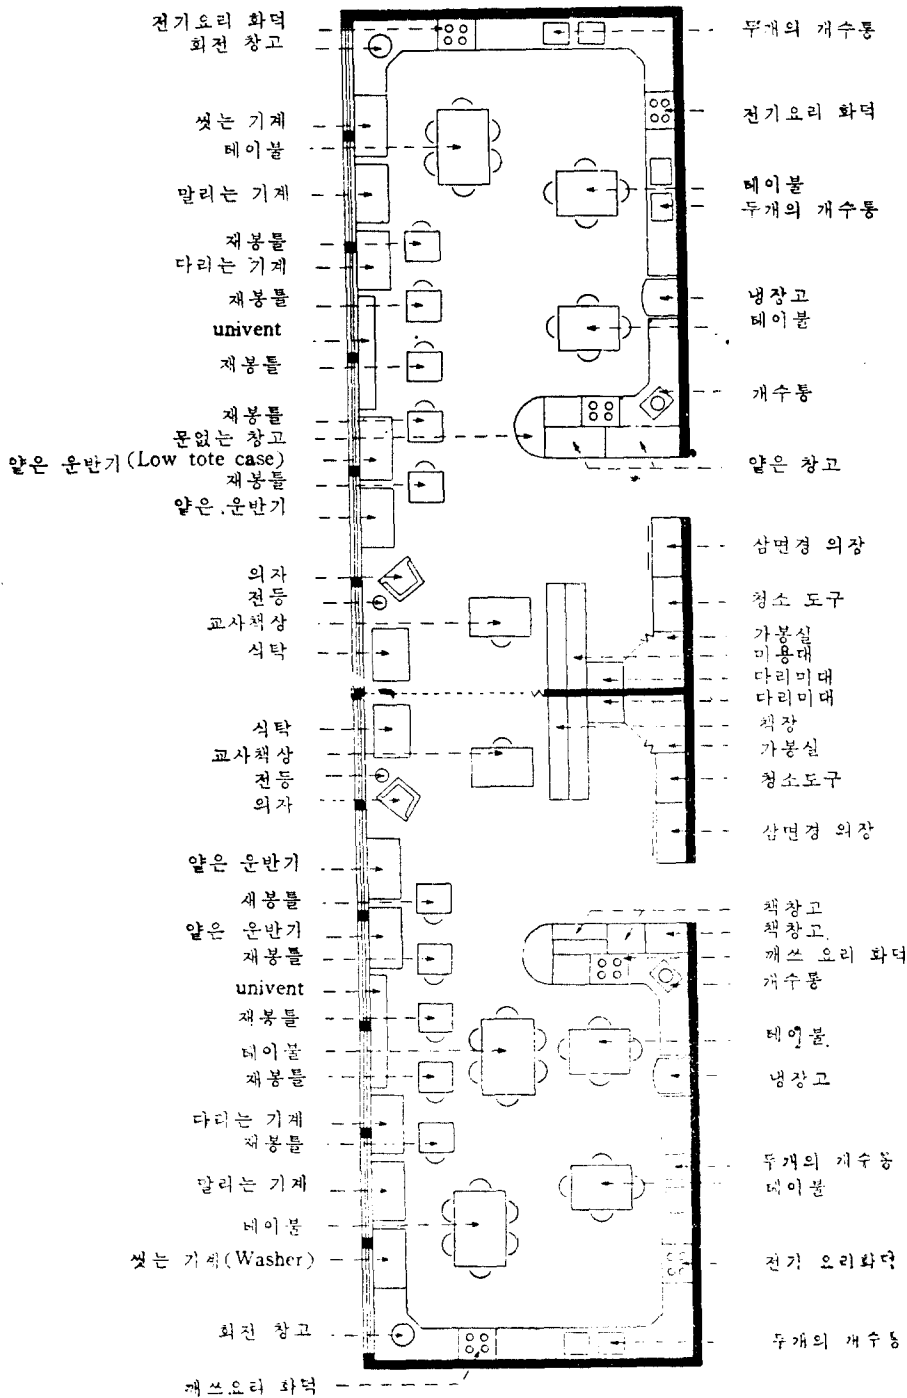 전기요리 화덕
회전 창고
씻는 기계
테이불
말리는 기계
재봉틀
다리는 기계
재봉틀
univent
재봉틀
재봉틀
문없는 창고
얕은 운반기(Low tote case)
재봉틀
얕은 운반기
의자
전등
교사책상
식탁
식탁
교사책상
전등
의자
얕은 운반기
새봉틀
얕은 운반기
재봉틀
univent
재봉틀
테이불
재봉틀
다리는 기계
재봉틀
말리는 기계
테이불
씻는 기계(Washer)
회전 창고
깨쓰요리 화덕
두개의 개수통
전기요리 화덕
테이불
두개의 개수통
냉장고
테이불
개수통
얕은 창고
삼면경 의장
청소 도구
가봉실
미용대
다리미대
다리미대
책장
가봉실
청소도구
삼면경 의장
책창고
책창고
깨쓰 요리 화덕
개수통
테이불
냉장고
두개의 개수통
테이불
전기 요리화덕
두개의 개수통